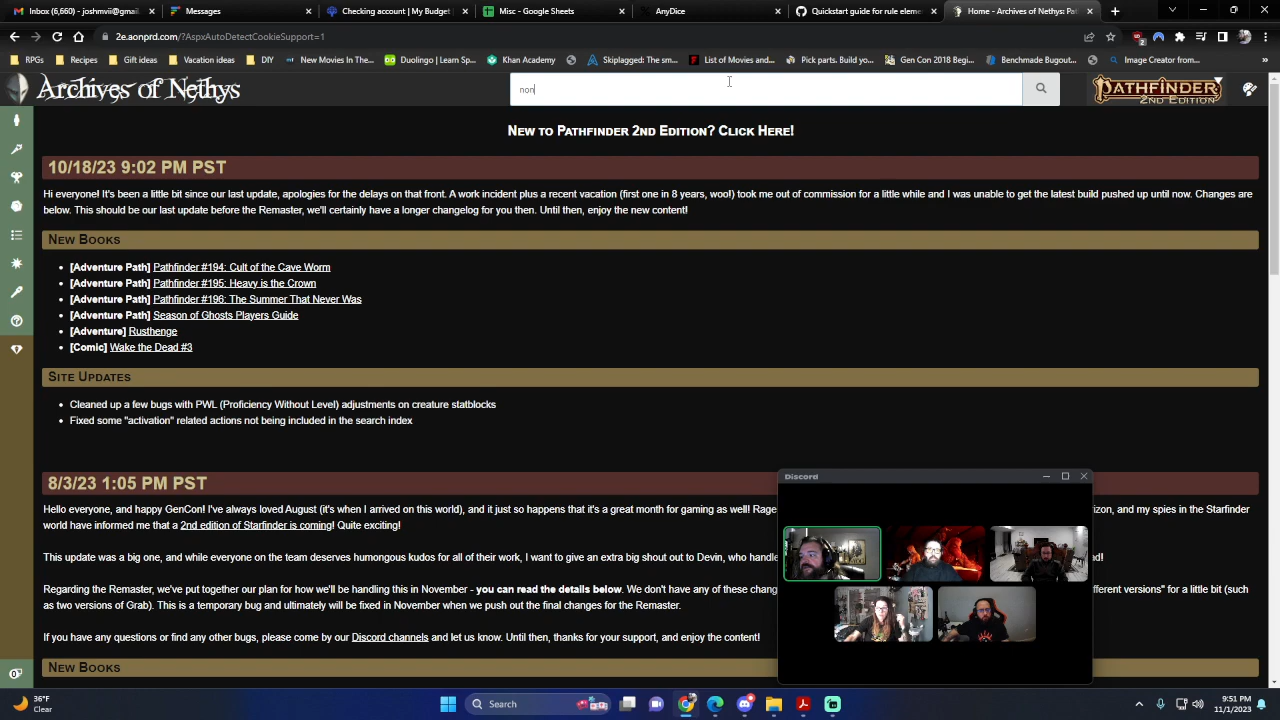 Inbox (6,660) - joshmvii@gmail
Messages
Checking account | My Budget
Misc - Google Sheets
AnyDice
Quickstart guide for rule elem
Home - Archives of Nethys: Pat
2e.aonprd.com/?AspxAutoDetectCookieSupport=1
RPGs
Recipes
Gift ideas
Vacation
DIY
New Movies In The...
Duolingo | Learn Sp...
Khan Academy
Skiplagged: The sm...
List of Movies and...
Pick parts. Build yo...
Gen Con 2018 Begi...
Benchmade Bugout...
Image Creator from...
Archives of Nethys
non
PATHFINDER
2ND EDITION
New to Pathfinder 2nd Edition? Click Here!
10/18/23 9:02 PM PST
Hi everyone! It's been a little bit since our last update, apologies for the delays on that front. A work incident plus a recent vacation (first one in 8 years, woo!) took me out of commission for a little while and I was unable to get the latest build pushed up until now. Changes are
below. This should be our last update before the Remaster, we'll certainly have a longer changelog for you then. Until then, enjoy the new content!
New Books
[Adventure Path] Pathfinder #194: Cult of the Cave Worm
[Adventure Path] Pathfinder #195: Heavy is the Crown
[Adventure Path] Pathfinder #196: The Summer That Never Was
[Adventure Path] Season of Ghosts Players Guide
[Adventure] Rusthenge
[Comic] Wake the Dead #3
Site Updates
Cleaned up a few bugs with PWL (Proficiency Without Level) adjustments on creature statblocks
Fixed some "activation" related actions not being included in the search index
8/3/23 1:05 PM PST
Discord
Hello everyone, and happy GenCon! I've always loved August (it's when I arrived on this world), and it just so happens that it's a great month for gaming as well! Rage
rizon, and my spies in the Starfinder
world have informed me that a 2nd edition of Starfinder is coming! Quite exciting!
This update was a big one, and while everyone on the team deserves humongous kudos for all of their work, I want to give an extra big shout out to Devin, who handle
d!
Regarding the Remaster, we've put together our plan for how we'll be handling this in November - you can read the details below. We don't have any of these chang
fferent versions" for a little bit (such
as two versions of Grab). This is a temporary bug and ultimately will be fixed in November when we push out the final changes for the Remaster.
If you have any questions or find any other bugs, please come by our Discord channels and let us know. Until then, thanks for your support, and enjoy the content!
New Books
36°F
Clear
Search
9:51 PM
11/1/2023